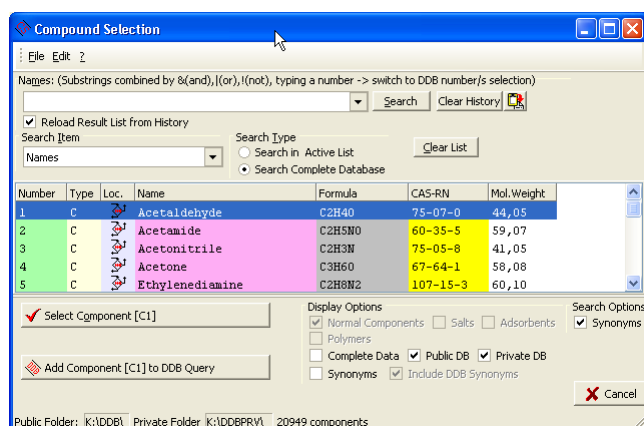 Compound Selection
File Edit ?
Names: (Substrings combined by &(and),|(or),!(not), typing a number -> switch to DDB number/s selection)
Search Clear History
Reload Result List from History
Search Item Search Type
Names Search in Active List Clear List
Search Complete Database
Number Type Loc. Name Formula CAS-RN Mol.Weight
1 C Acetaldehyde C2H4O 75-07-0 44,05
2 C Acetamide C2H5NO 60-35-5 59,07
3 C Acetonitrile C2H3N 75-05-8 41,05
4 C Acetone C3H6O 67-64-1 58,08
5 C Ethylenediamine C2H8N2 107-15-3 60,10
Select Component [C1] Display Options Search Options
Normal Components Salts Adsorbents Synonyms
Polymers
Complete Data Public DB Private DB
Add Component [C1] to DDB Query Synonyms Include DDB Synonyms
Cancel
Public Folder: K:\DDB\ Private Folder K:\DDBPRV\ 20949 components